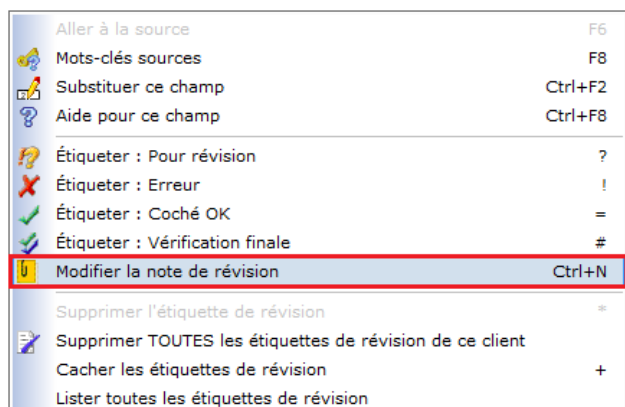 Aller à la source F6
Mots-clés sources F8
Substituer ce champ Ctrl+F2
Aide pour ce champ Ctrl+F8
Étiqueter : Pour révision ?
Étiqueter : Erreur !
Étiqueter : Coché OK =
Étiqueter : Vérification finale #
Modifier la note de révision Ctrl+N
Supprimer l'étiquette de révision *
Supprimer TOUTES les étiquettes de révision de ce client
Cacher les étiquettes de révision +
Lister toutes les étiquettes de révision